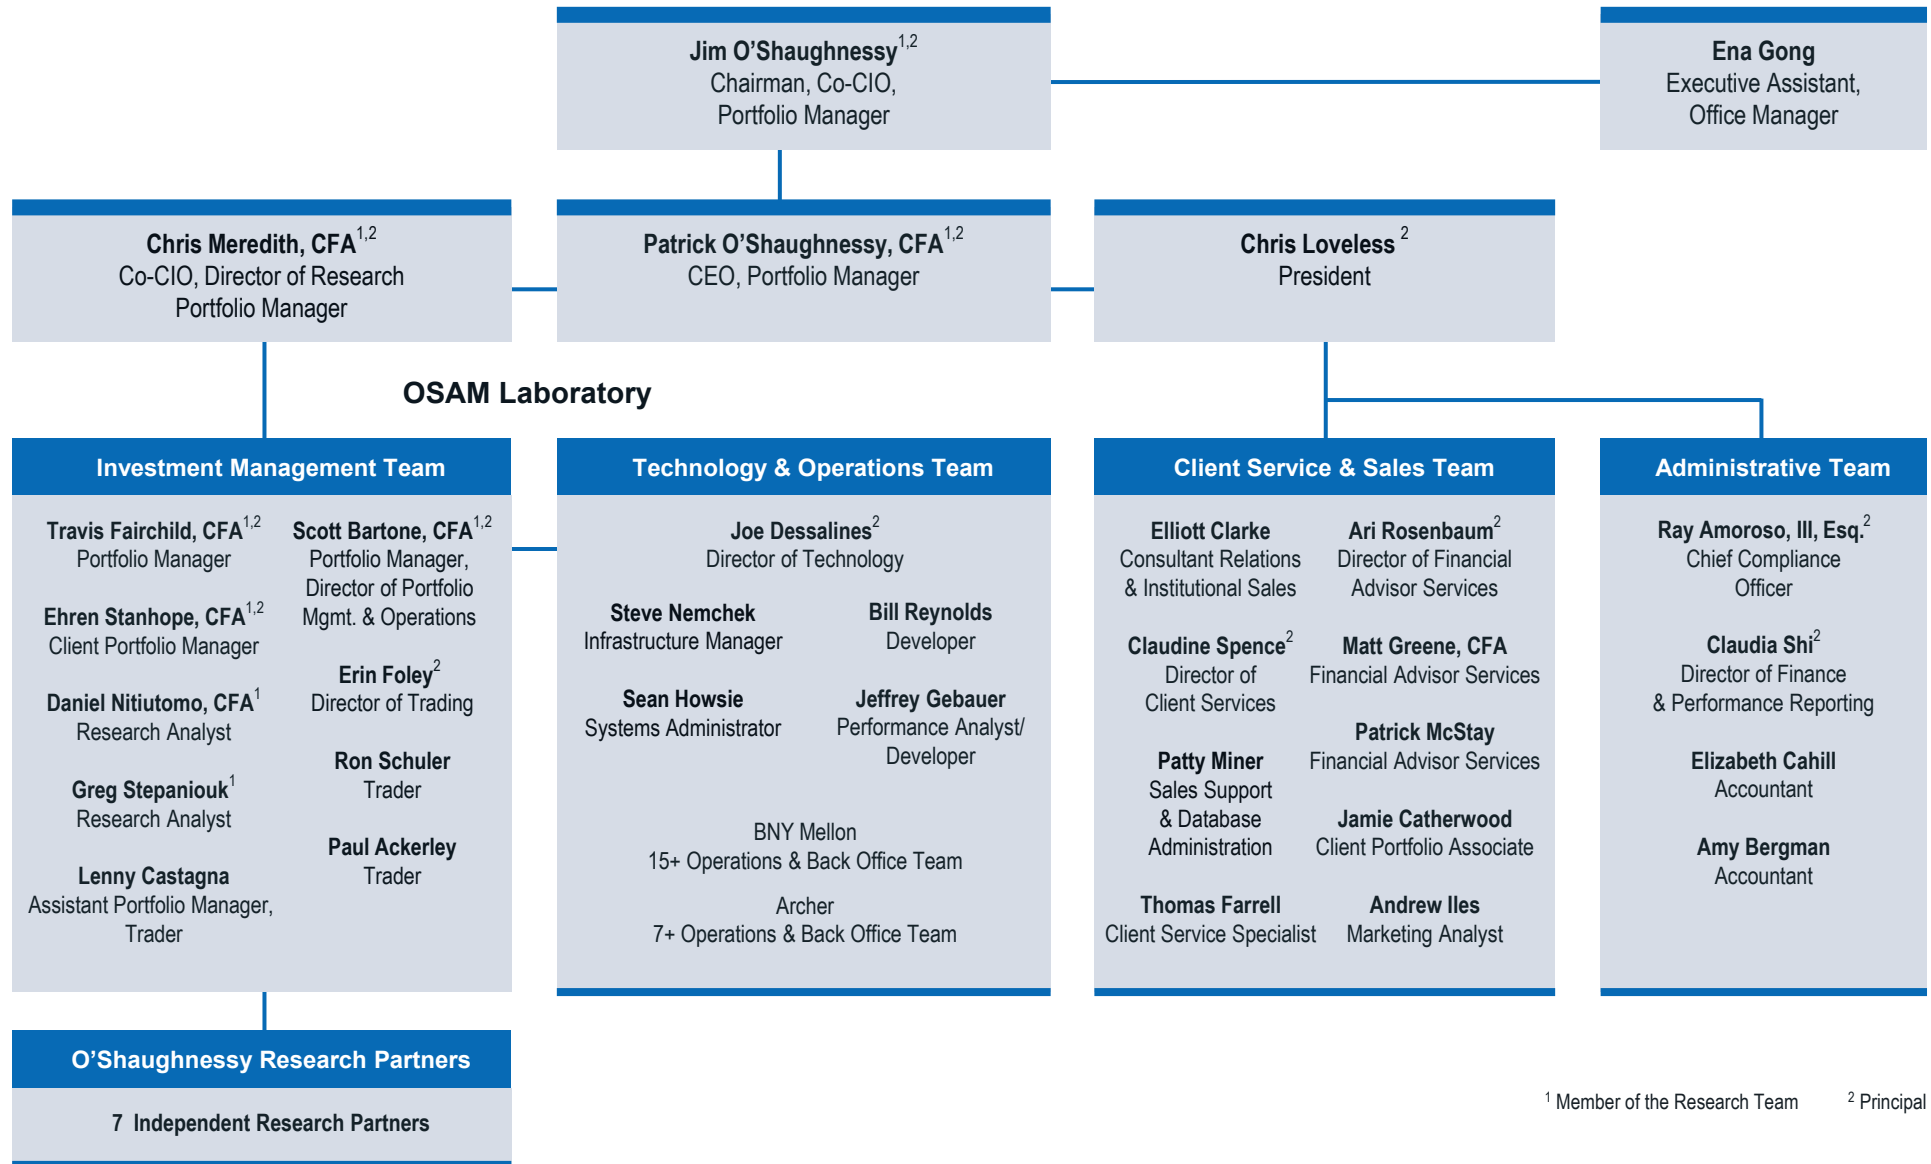 Jim O’Shaughnessy1,2
Chairman, Co-CIO,
Portfolio Manager
Ena Gong
Executive Assistant,
Office Manager
Chris Meredith, CFA1,2
Co-CIO, Director of Research
Portfolio Manager
Patrick O’Shaughnessy, CFA1,2
CEO, Portfolio Manager
Chris Loveless 2
President
OSAM Laboratory
Investment Management Team
Travis Fairchild, CFA1,2
Portfolio Manager
Ehren Stanhope, CFA1,2
Client Portfolio Manager
Daniel Nitiutomo, CFA1
Research Analyst
Greg Stepaniouk1
Research Analyst
Lenny Castagna
Assistant Portfolio Manager,
Trader
Scott Bartone, CFA1,2
Portfolio Manager,
Director of Portfolio
Mgmt. & Operations
Erin Foley2
Director of Trading
Ron Schuler
Trader
Paul Ackerley
Trader
Technology & Operations Team
Joe Dessalines2
Director of Technology
Steve Nemchek
Infrastructure Manager
Bill Reynolds
Developer
Sean Howsie
Systems Administrator
Jeffrey Gebauer
Performance Analyst/
Developer
BNY Mellon
15+ Operations & Back Office Team
Archer
7+ Operations & Back Office Team
Client Service & Sales Team
Elliott Clarke
Consultant Relations
& Institutional Sales
Claudine Spence2
Director of
Client Services
Patty Miner
Sales Support
& Database
Administration
Thomas Farrell
Client Service Specialist
Ari Rosenbaum2
Director of Financial
Advisor Services
Matt Greene, CFA
Financial Advisor Services
Patrick McStay
Financial Advisor Services
Jamie Catherwood
Client Portfolio Associate
Andrew Iles
Marketing Analyst
Administrative Team
Ray Amoroso, III, Esq.2
Chief Compliance
Officer
Claudia Shi2
Director of Finance
& Performance Reporting
Elizabeth Cahill
Accountant
Amy Bergman
Accountant
O’Shaughnessy Research Partners
7 Independent Research Partners
1 Member of the Research Team 2 Principal